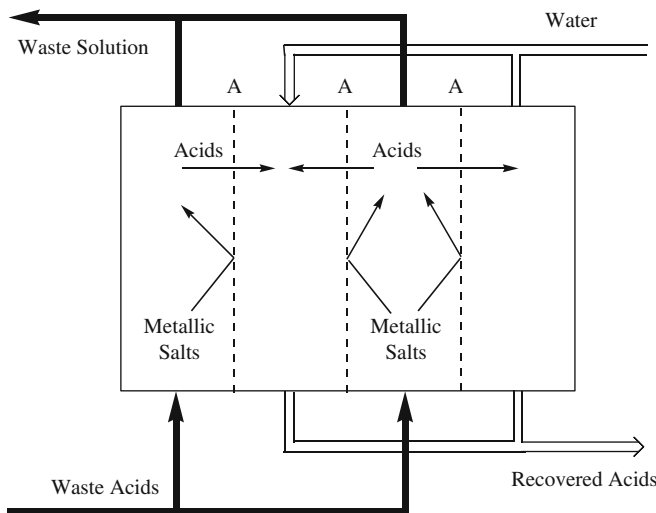 Water
Waste Solution
A
A
A
Acids
Acids
Metallic
Salts
Metallic
Salts
Waste Acids
Recovered Acids